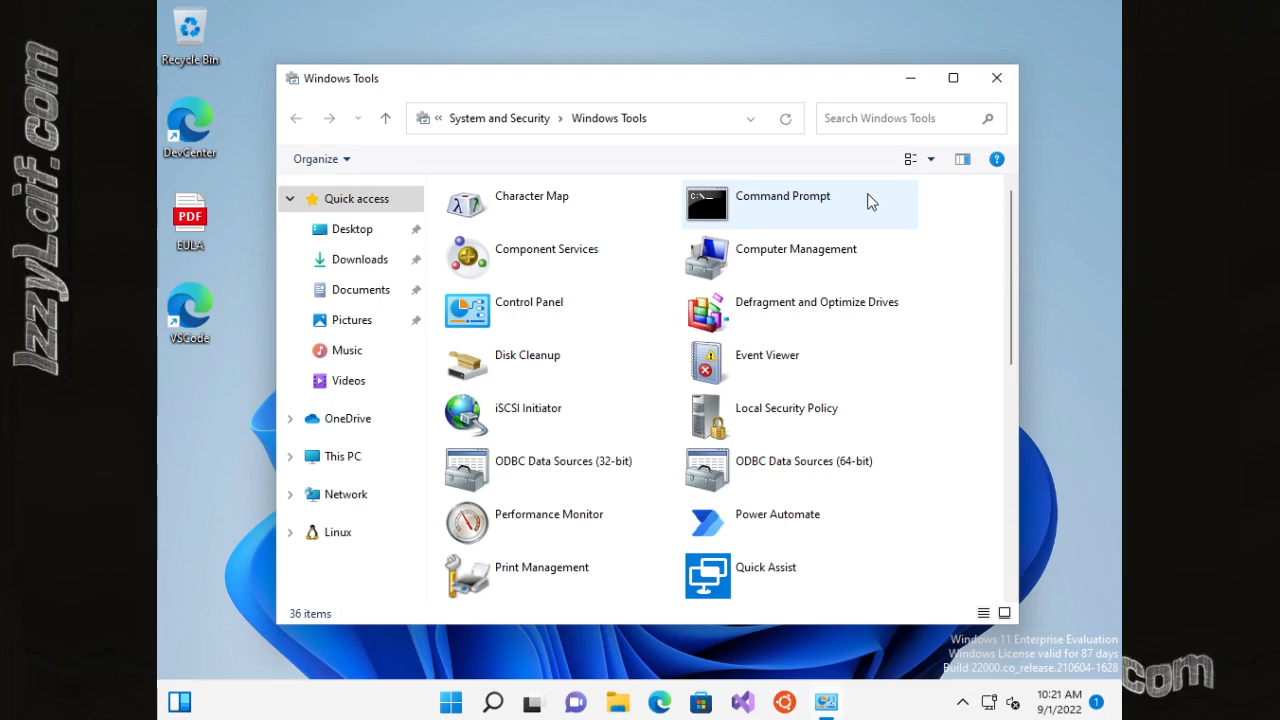 IzzyLaif.com
Recycle Bin
DevCenter
PDF
EULA
VSCode
Windows Tools
« System and Security > Windows Tools
Search Windows Tools
Organize
?
Quick access
Desktop
Downloads
Documents
Pictures
Music
Videos
OneDrive
This PC
Network
Linux
Character Map
C:\_
Command Prompt
Component Services
Computer Management
Control Panel
Defragment and Optimize Drives
Disk Cleanup
Event Viewer
iSCSI Initiator
Local Security Policy
ODBC Data Sources (32-bit)
ODBC Data Sources (64-bit)
Performance Monitor
Power Automate
Print Management
Quick Assist
36 items
Windows 11 Enterprise Evaluation
Windows License valid for 87 days
Build 22000.co_release.210604-1628
.com
10:21 AM
9/1/2022
1